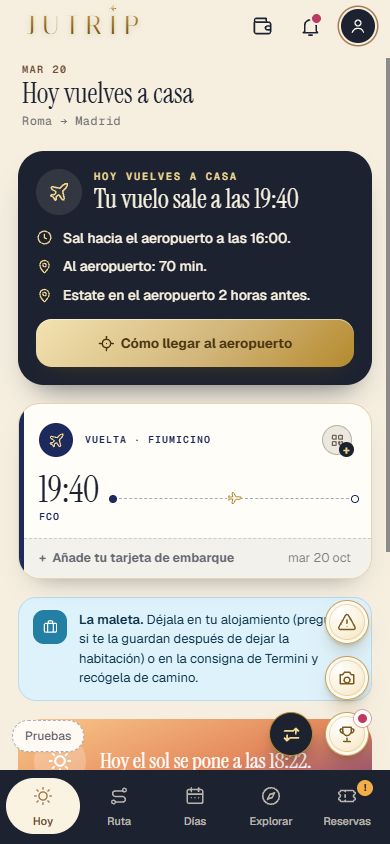 JUTRIP
MAR 20
Hoy vuelves a casa
Roma → Madrid
HOY VUELVES A CASA
Tu vuelo sale a las 19:40
Sal hacia el aeropuerto a las 16:00.
Al aeropuerto: 70 min.
Estate en el aeropuerto 2 horas antes.
Cómo llegar al aeropuerto
VUELTA · FIUMICINO
19:40
FCO
+ Añade tu tarjeta de embarque
mar 20 oct
La maleta. Déjala en tu alojamiento
si te la guardan después de dejar la
habitación) o en la consigna de Termini y
recógela de camino.
Pruebas
Hoy el sol se pone a las 18:22.
Hoy
Ruta
Días
Explorar
!
Reservas